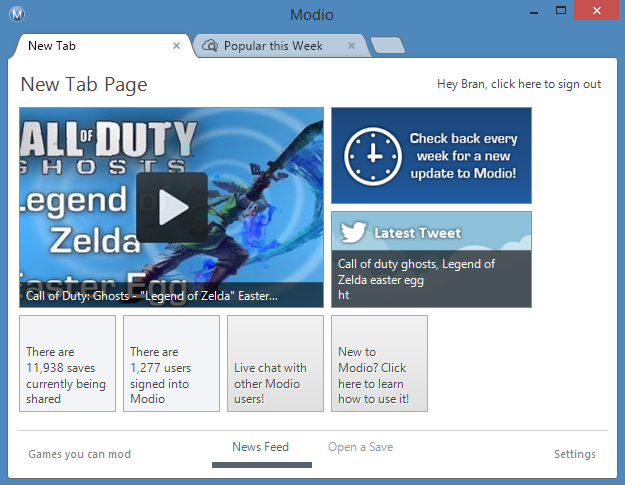 M
Modio
New Tab
Popular this Week
New Tab Page
Hey Bran, click here to sign out
CALL OF DUTY
GHOSTS
Legend of
Zelda
Easter Egg
Call of Duty: Ghosts - "Legend of Zelda" Easter...
Check back every
week for a new
update to Modio!
Latest Tweet
Call of duty ghosts, Legend of
Zelda easter egg
ht
There are
11,938 saves
currently being
shared
There are
1,277 users
signed into
Modio
Live chat with
other Modio
users!
New to
Modio? Click
here to learn
how to use it!
Games you can mod
News Feed
Open a Save
Settings